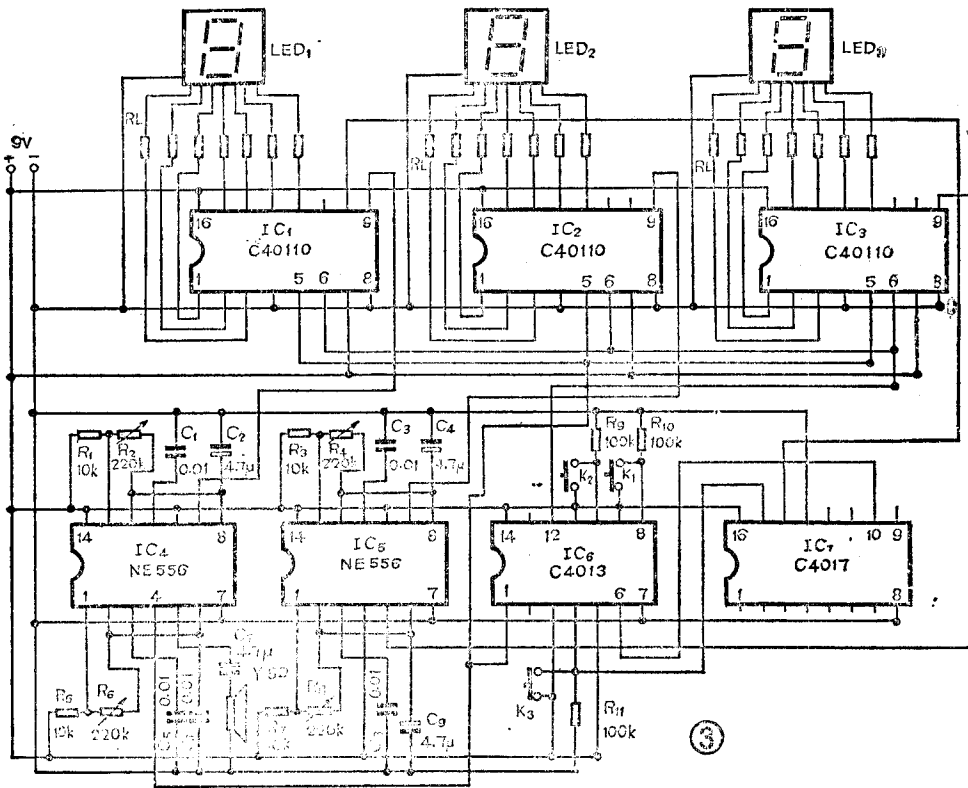 LED₁
LED₂
LED₃
9V
+
−
RL
RL
RL
16
9
IC₁
C40110
1
5
6
8
16
9
IC₂
C40110
1
5
6
8
16
9
IC₃
C40110
1
5
6
8
R₁
10k
R₂
220k
C₁
0.01
C₂
4.7μ
R₃
10k
R₄
220k
C₃
0.01
C₄
4.7μ
R₉
100k
R₁₀
100k
K₂
K₁
14
8
IC₄
NE556
1
4
7
14
8
IC₅
NE556
1
7
14
12
8
IC₆
C4013
1
6
7
16
10
9
IC₇
C4017
1
8
R₅
10k
R₆
220k
0.01
0.01
4.7μ
220k
0.01
C₉
4.7μ
K₃
R₁₁
100k
③